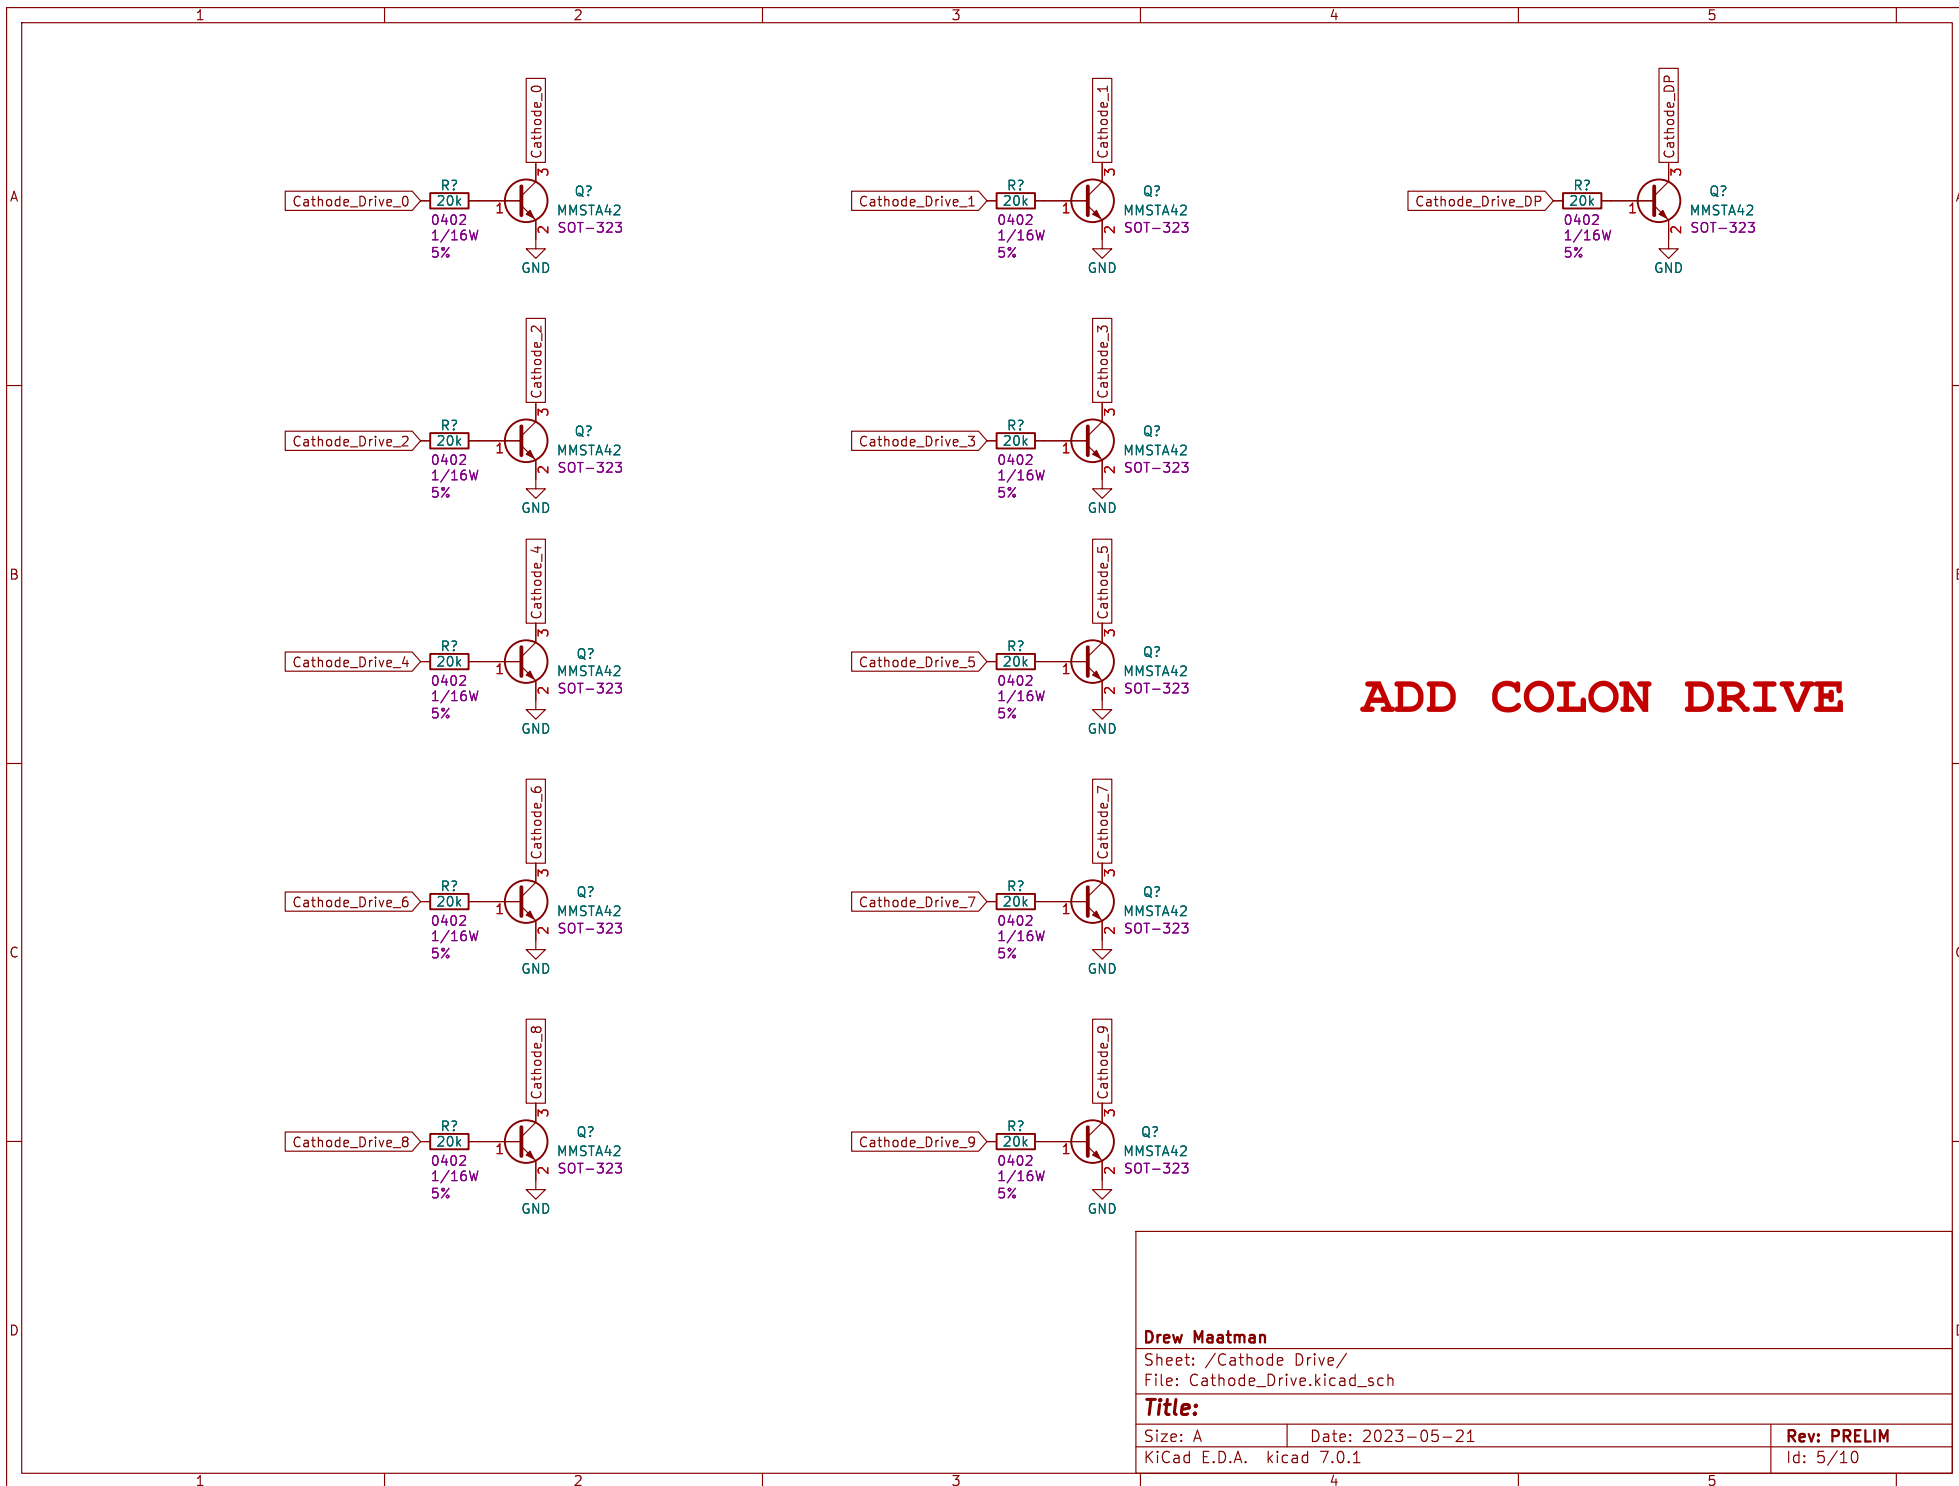 1 2 3 4 5
Cathode_0
Cathode_1
Cathode_DP
A
A
Cathode_Drive_0
R?
20k
0402
1/16W
5%
1
3
2
Q?
MMSTA42
SOT-323
GND
Cathode_Drive_1
R?
20k
0402
1/16W
5%
1
3
2
Q?
MMSTA42
SOT-323
GND
Cathode_Drive_DP
R?
20k
0402
1/16W
5%
1
3
2
Q?
MMSTA42
SOT-323
GND
Cathode_2
Cathode_Drive_2
R?
20k
0402
1/16W
5%
1
3
2
Q?
MMSTA42
SOT-323
GND
Cathode_3
Cathode_Drive_3
R?
20k
0402
1/16W
5%
1
3
2
Q?
MMSTA42
SOT-323
GND
B
Cathode_4
Cathode_Drive_4
R?
20k
0402
1/16W
5%
1
3
2
Q?
MMSTA42
SOT-323
GND
Cathode_5
Cathode_Drive_5
R?
20k
0402
1/16W
5%
1
3
2
Q?
MMSTA42
SOT-323
GND
ADD COLON DRIVE
Cathode_6
Cathode_Drive_6
R?
20k
0402
1/16W
5%
1
3
2
Q?
MMSTA42
SOT-323
GND
Cathode_7
Cathode_Drive_7
R?
20k
0402
1/16W
5%
1
3
2
Q?
MMSTA42
SOT-323
GND
C
Cathode_8
Cathode_Drive_8
R?
20k
0402
1/16W
5%
1
3
2
Q?
MMSTA42
SOT-323
GND
Cathode_9
Cathode_Drive_9
R?
20k
0402
1/16W
5%
1
3
2
Q?
MMSTA42
SOT-323
GND
D
Drew Maatman
Sheet: /Cathode Drive/
File: Cathode_Drive.kicad_sch
Title:
Size: A Date: 2023-05-21 Rev: PRELIM
KiCad E.D.A. kicad 7.0.1 Id: 5/10
1 2 3 4 5